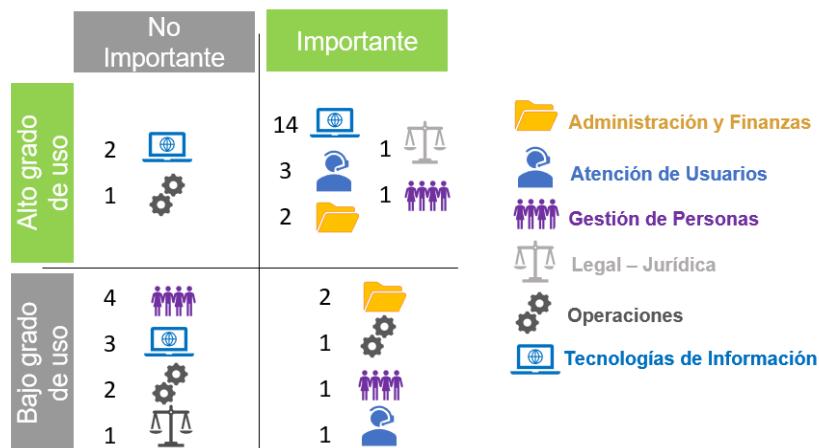 No
Importante
Importante
Alto grado
de uso
2
1
14
3
2
1
1
Bajo grado
de uso
4
3
2
1
2
1
1
1
Administración y Finanzas
Atención de Usuarios
Gestión de Personas
Legal – Jurídica
Operaciones
Tecnologías de Información